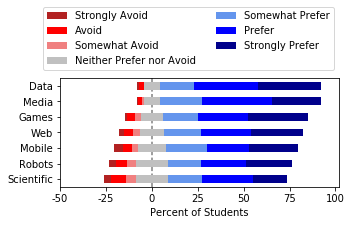 Strongly Avoid
Avoid
Somewhat Avoid
Neither Prefer nor Avoid
Somewhat Prefer
Prefer
Strongly Prefer
Data
Media
Games
Web
Mobile
Robots
Scientific
-50 -25 0 25 50 75 100
Percent of Students